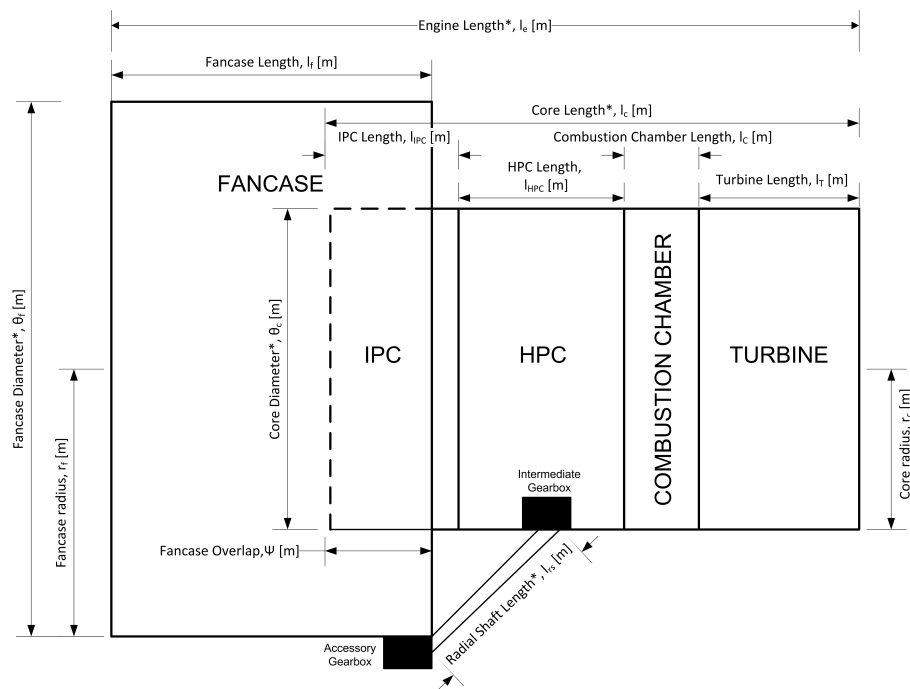 Engine Length*, lₑ [m]
Fancase Length, l_f [m]
Core Length*, l_c [m]
IPC Length, l_IPC [m]
Combustion Chamber Length, l_C [m]
HPC Length,
l_HPC [m]
Turbine Length, l_T [m]
FANCASE
Fancase Diameter*, θ_f [m]
Fancase radius, r_f [m]
Core Diameter*, θ_c [m]
IPC
HPC
COMBUSTION CHAMBER
TURBINE
Core radius, r_c [m]
Intermediate
Gearbox
Fancase Overlap,Ψ [m]
Radial Shaft Length*, l_rs [m]
Accessory
Gearbox